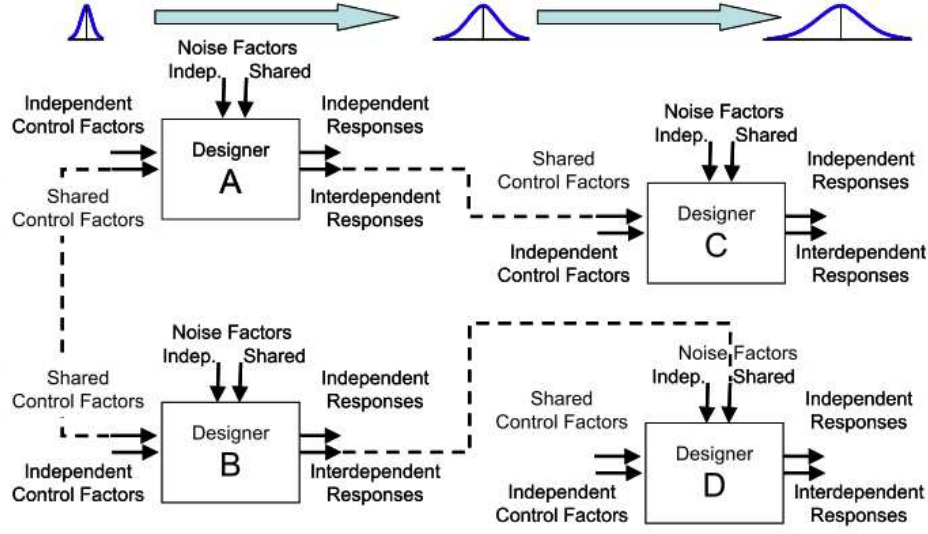 Noise Factors
Indep. Shared
Independent
Control Factors
Designer
A
Independent
Responses
Shared
Control Factors
Interdependent
Responses
Noise Factors
Indep. Shared
Shared
Control Factors
Designer
C
Independent
Responses
Independent
Control Factors
Interdependent
Responses
Noise Factors
Indep. Shared
Shared
Control Factors
Designer
B
Independent
Responses
Independent
Control Factors
Interdependent
Responses
Noise Factors
Indep. Shared
Shared
Control Factors
Designer
D
Independent
Responses
Independent
Control Factors
Interdependent
Responses